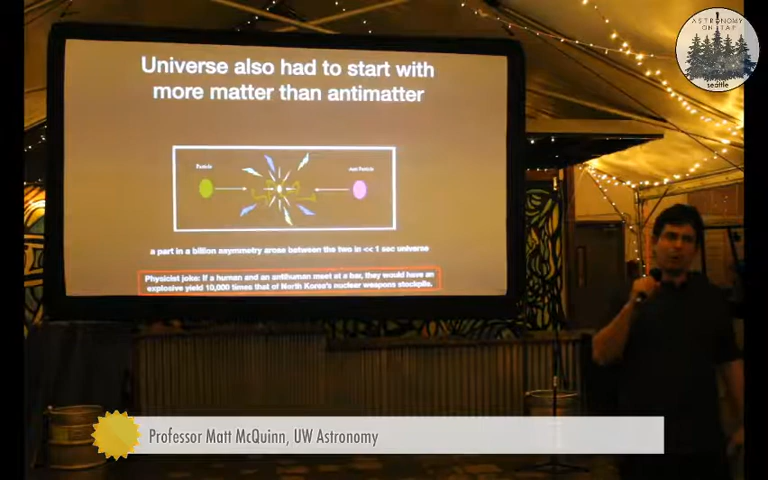 ASTRONOMY
ON TAP
seattle
Universe also had to start with
more matter than antimatter
Particle
Anti Particle
a part in a billion asymmetry arose between the two in << 1 sec universe
Physicist joke: If a human and an antihuman meet at a bar, they would have an
explosive yield 10,000 times that of North Korea's nuclear weapons stockpile.
Professor Matt McQuinn, UW Astronomy